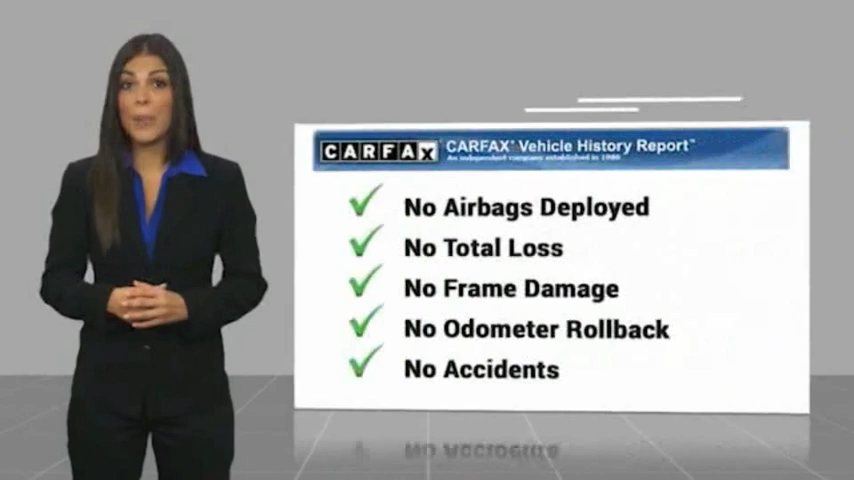 CARFAX CARFAX Vehicle History Report™
An independent company established in 1986
No Airbags Deployed
No Total Loss
No Frame Damage
No Odometer Rollback
No Accidents